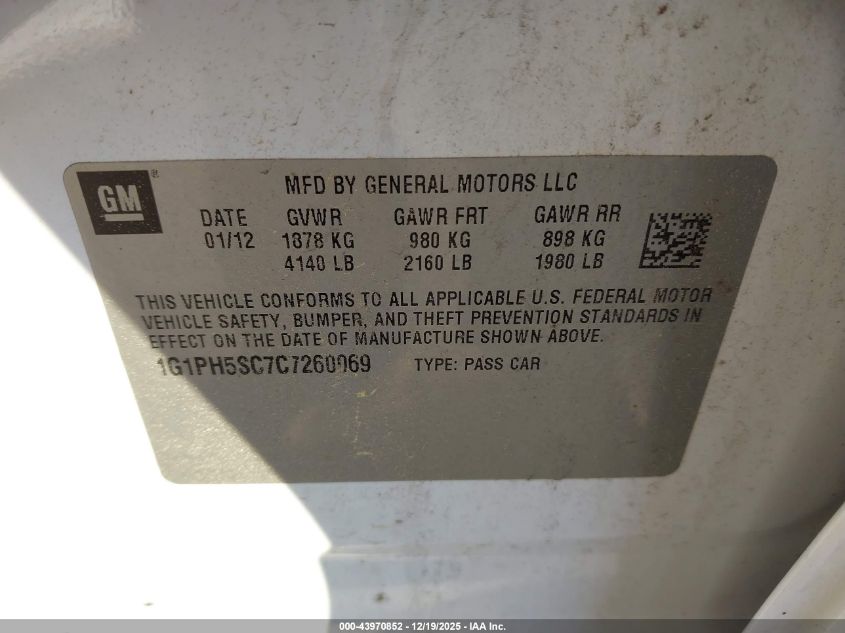 GM®
MFD BY GENERAL MOTORS LLC
DATE GVWR GAWR FRT GAWR RR
01/12 1878 KG 980 KG 898 KG
4140 LB 2160 LB 1980 LB
THIS VEHICLE CONFORMS TO ALL APPLICABLE U.S. FEDERAL MOTOR
VEHICLE SAFETY, BUMPER, AND THEFT PREVENTION STANDARDS IN
EFFECT ON THE DATE OF MANUFACTURE SHOWN ABOVE.
1G1PH5SC7C7260069 TYPE: PASS CAR
000-43970852 - 12/19/2025 - IAA Inc.